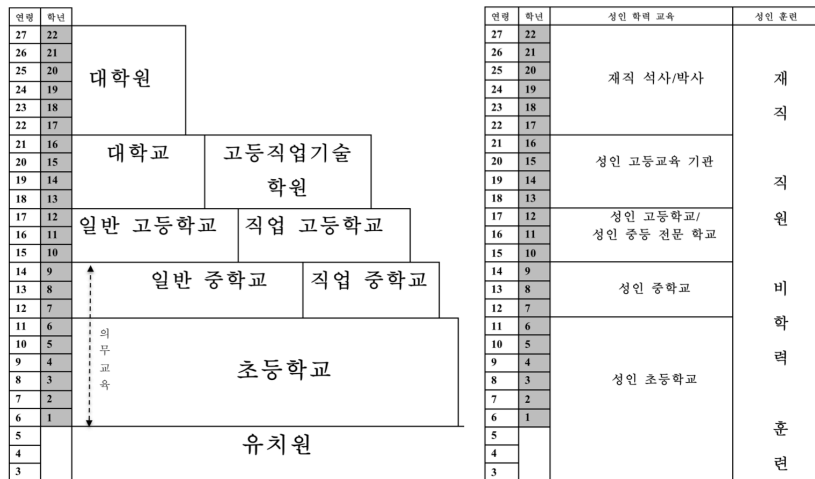 연령 학년
27 22
26 21
25 20
24 19
23 18
22 17
21 16
20 15
19 14
18 13
17 12
16 11
15 10
14 9
13 8
12 7
11 6
10 5
9 4
8 3
7 2
6 1
5
4
3
대학원
대학교
고등직업기술
학원
일반 고등학교
직업 고등학교
일반 중학교
직업 중학교
의
무
교
육
초등학교
유치원
연령 학년 성인 학력 교육 성인 훈련
27 22
26 21
25 20
24 19
23 18
22 17
21 16
20 15
19 14
18 13
17 12
16 11
15 10
14 9
13 8
12 7
11 6
10 5
9 4
8 3
7 2
6 1
5
4
3
재직 석사/박사
성인 고등교육 기관
성인 고등학교/
성인 중등 전문 학교
성인 중학교
성인 초등학교
재
직
직
원
비
학
력
훈
련